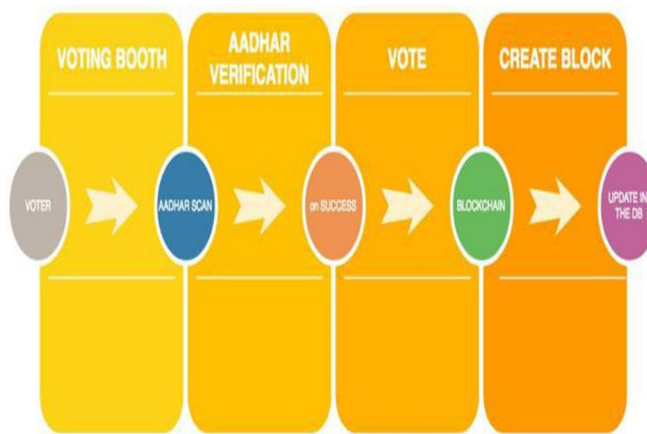 VOTING BOOTH
AADHAR
VERIFICATION
VOTE
CREATE BLOCK
VOTER
AADHAR SCAN
on SUCCESS
BLOCKCHAIN
UPDATE IN
THE DB